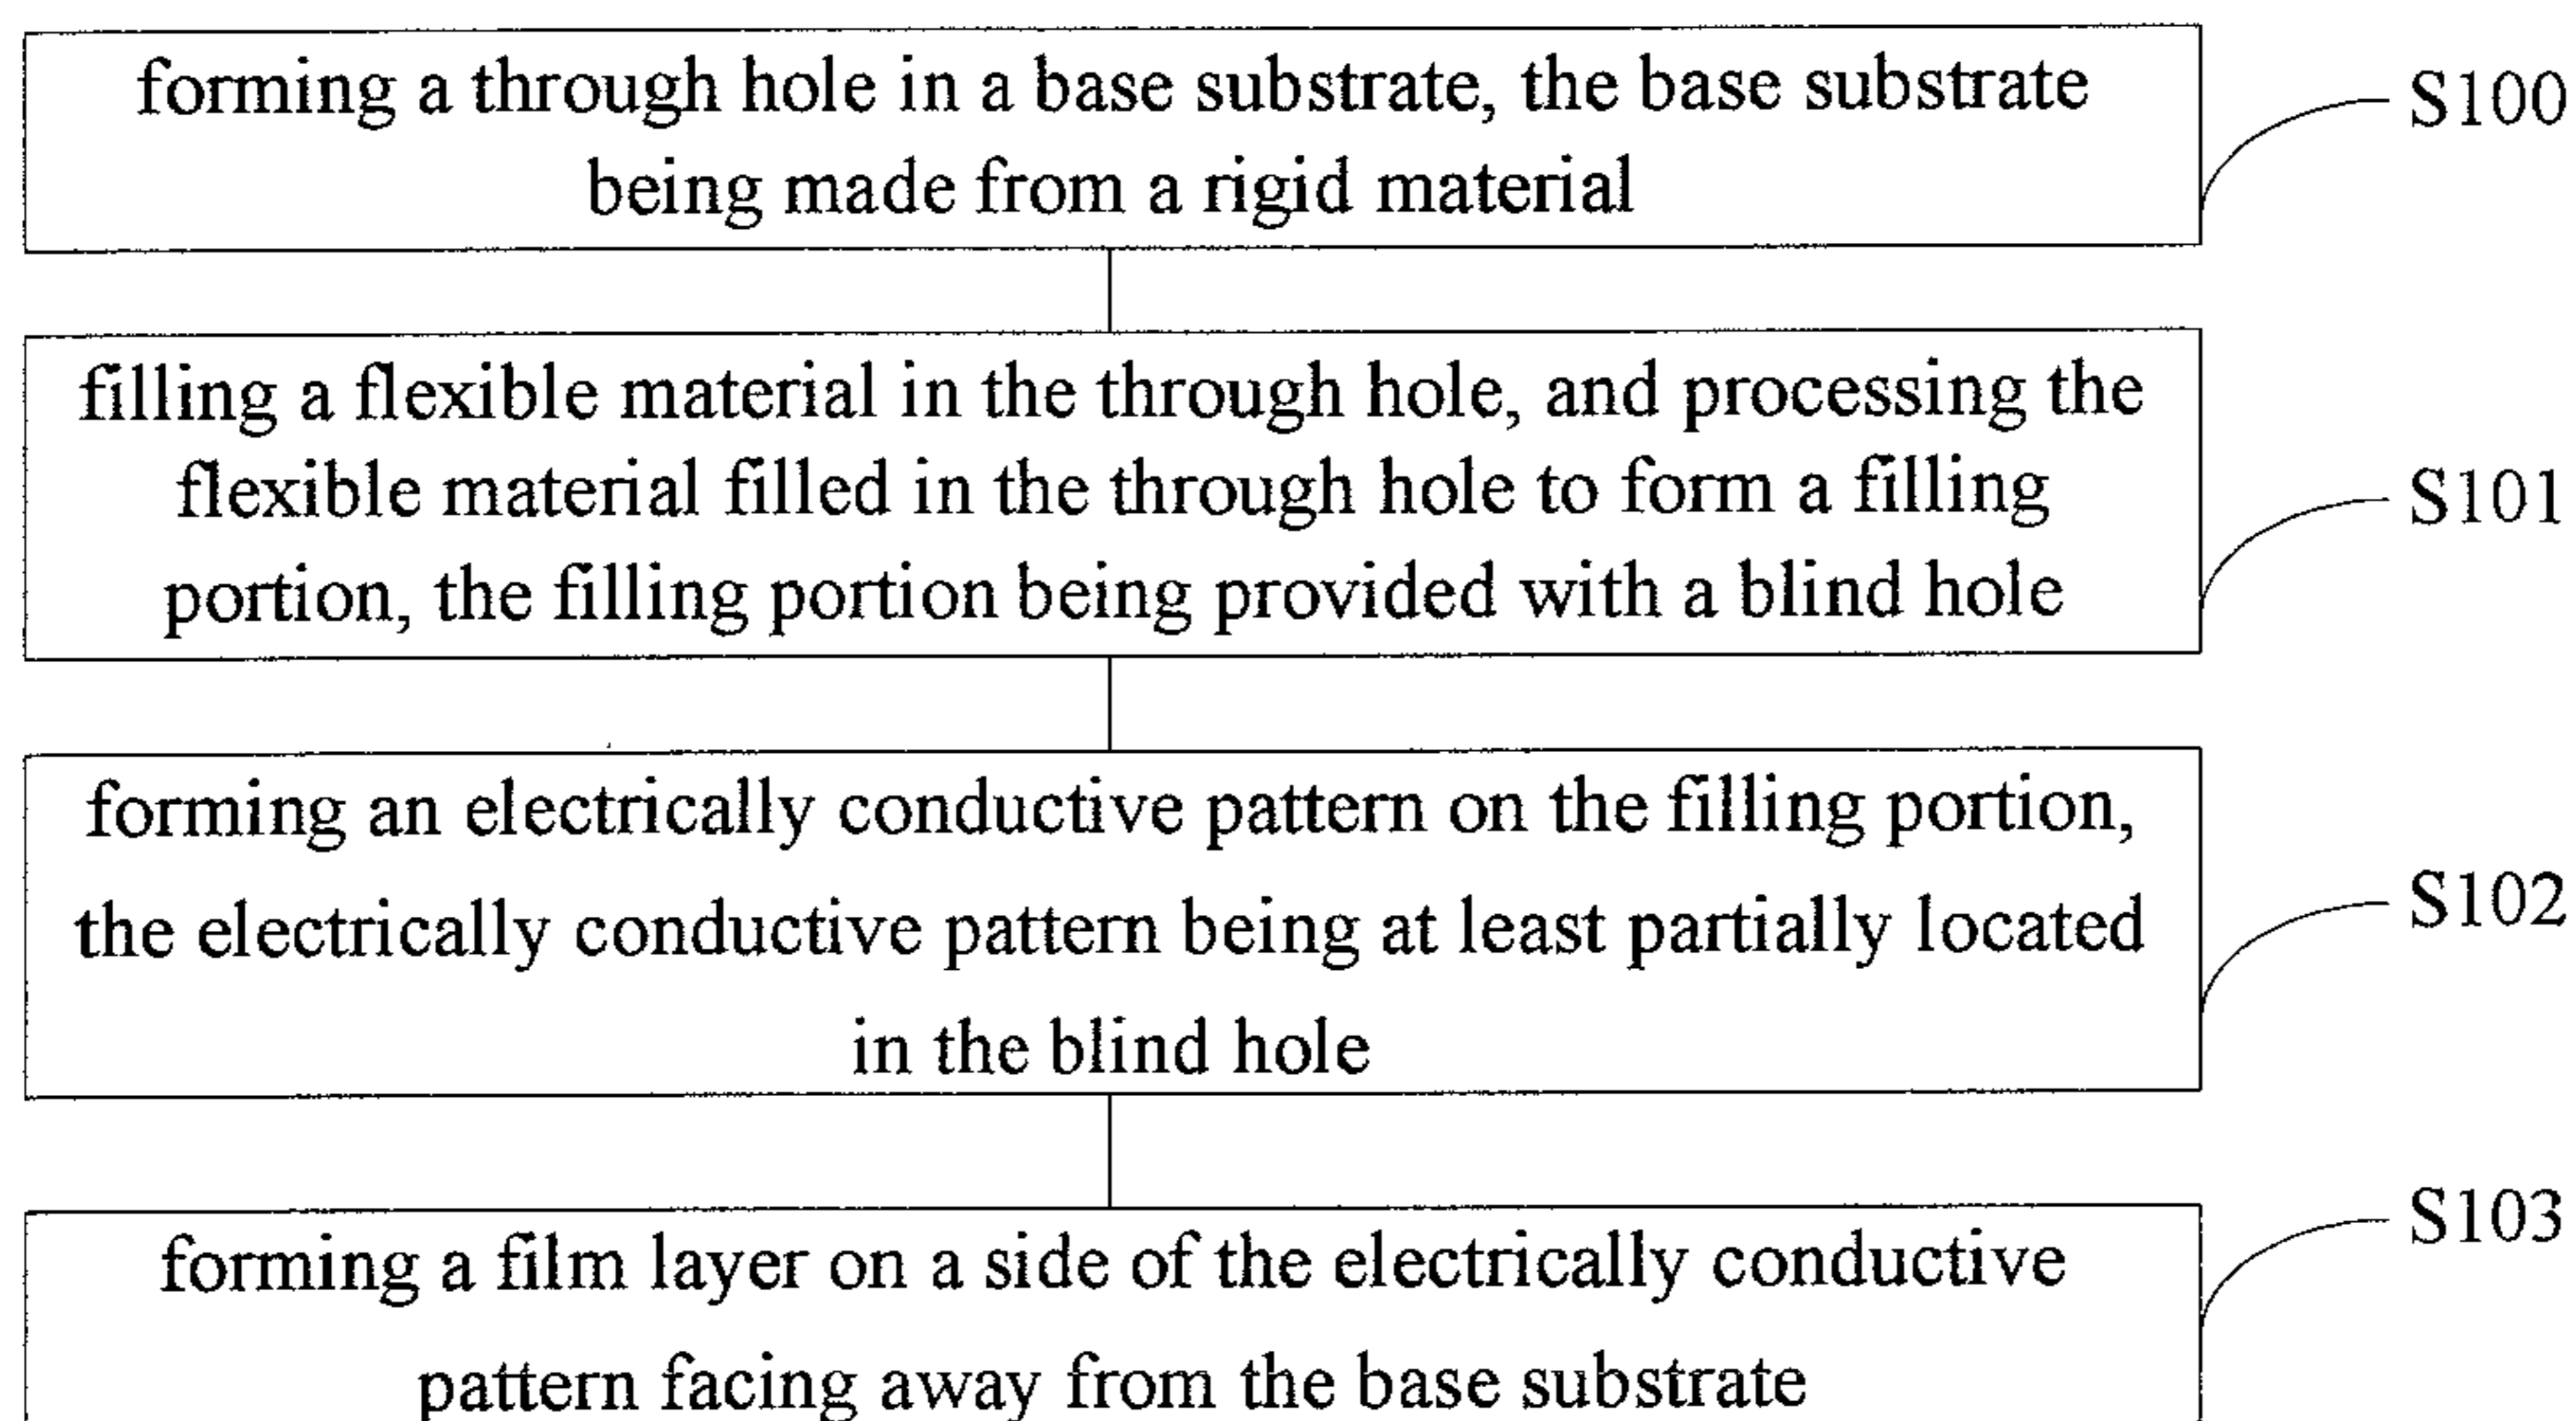 forming a through hole in a base substrate, the base substrate
being made from a rigid material
S100
filling a flexible material in the through hole, and processing the
flexible material filled in the through hole to form a filling
portion, the filling portion being provided with a blind hole
S101
forming an electrically conductive pattern on the filling portion,
the electrically conductive pattern being at least partially located
in the blind hole
S102
forming a film layer on a side of the electrically conductive
pattern facing away from the base substrate
S103